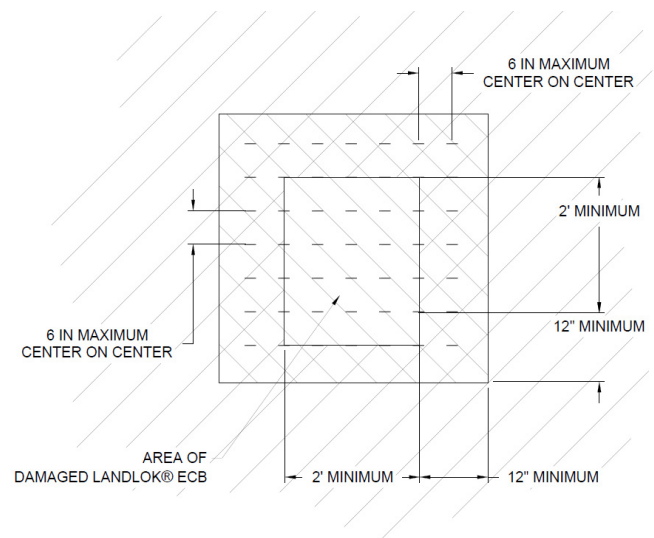 6 IN MAXIMUM
CENTER ON CENTER
2' MINIMUM
12" MINIMUM
6 IN MAXIMUM
CENTER ON CENTER
AREA OF
DAMAGED LANDLOK® ECB
2' MINIMUM
12" MINIMUM